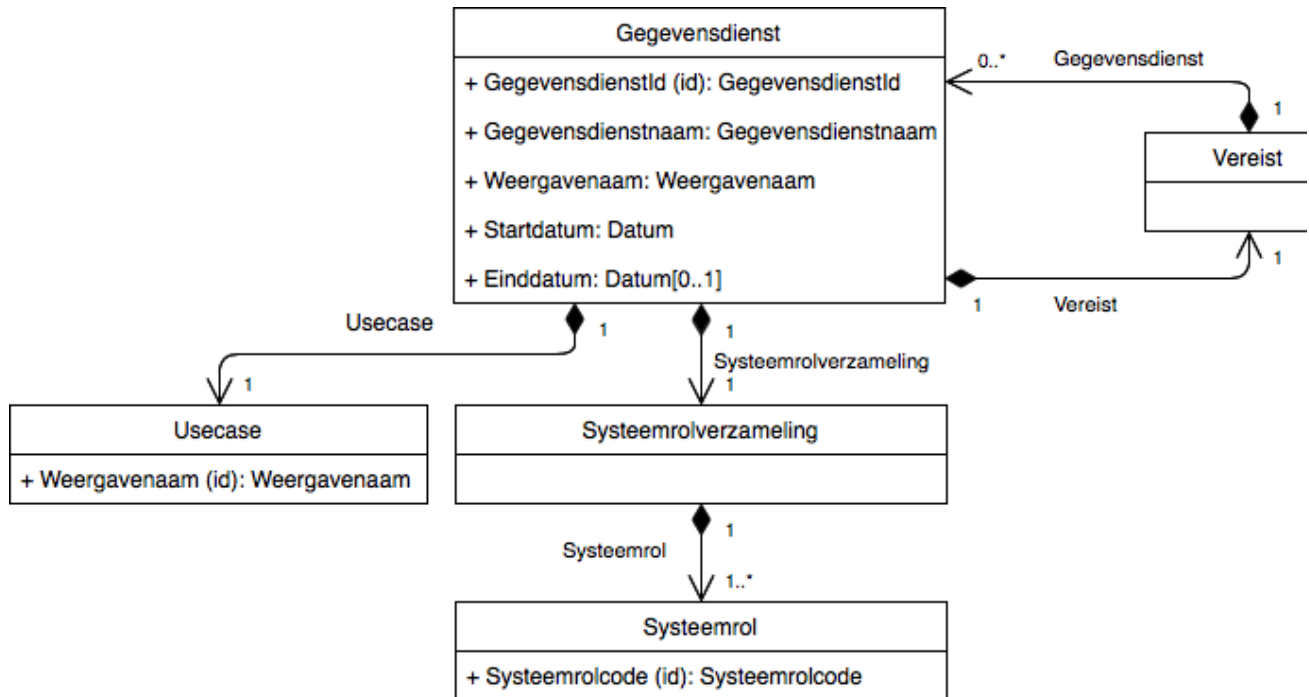 Gegevensdienst
+ GegevensdienstId (id): GegevensdienstId
+ Gegevensdienstnaam: Gegevensdienstnaam
+ Weergavenaam: Weergavenaam
+ Startdatum: Datum
+ Einddatum: Datum[0..1]
0..*
Gegevensdienst
1
Vereist
1
1
Vereist
Usecase
1
1
Systeemrolverzameling
1
1
Usecase
+ Weergavenaam (id): Weergavenaam
Systeemrolverzameling
1
Systeemrol
1..*
Systeemrol
+ Systeemrolcode (id): Systeemrolcode